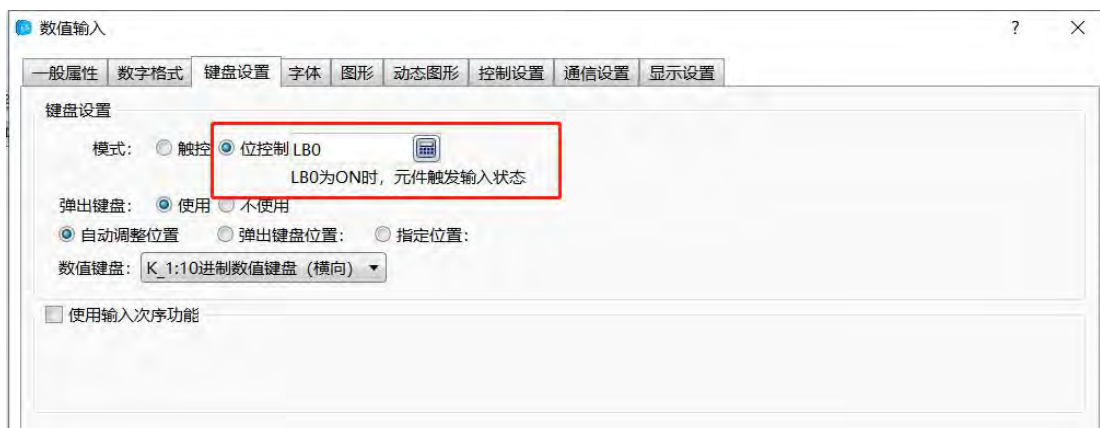 数值输入 ? ×
一般属性 数字格式 键盘设置 字体 图形 动态图形 控制设置 通信设置 显示设置
键盘设置
模式: 触控 位控制 LB0
LB0为ON时，元件触发输入状态
弹出键盘: 使用 不使用
自动调整位置 弹出键盘位置: 指定位置:
数值键盘: K_1:10进制数值键盘 (横向)
使用输入次序功能